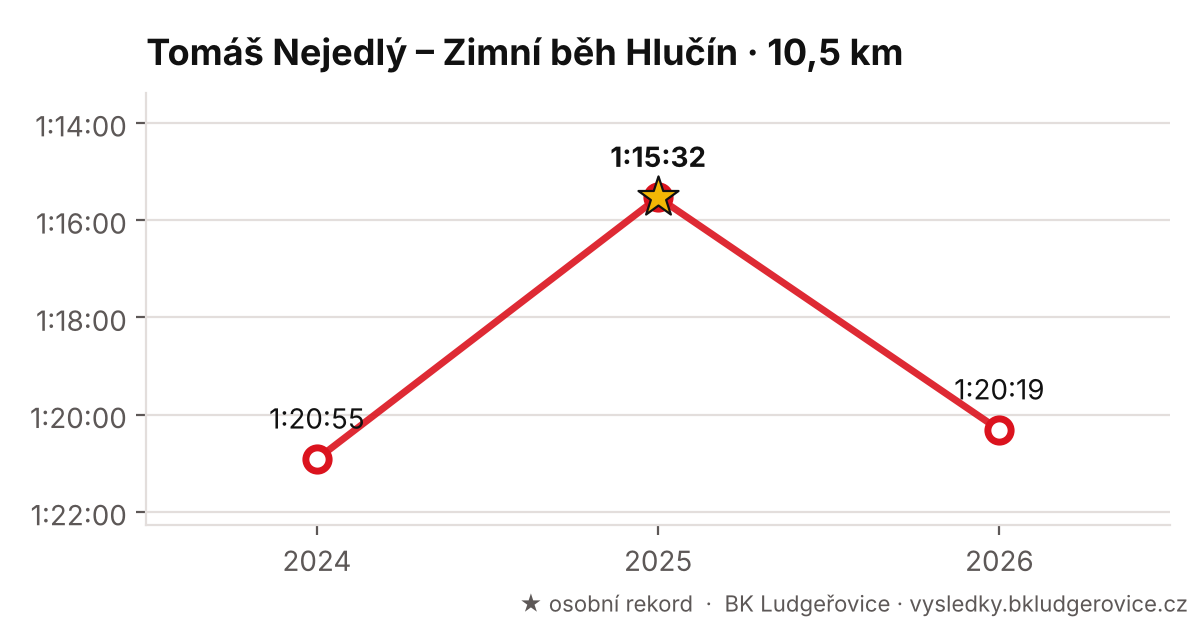 Tomáš Nejedlý – Zimní běh Hlučín · 10,5 km
1:14:00
1:15:32
1:16:00
1:18:00
1:20:19
1:20:55
1:20:00
1:22:00
2024 2025 2026
★ osobní rekord · BK Ludgeřovice · vysledky.bkludgerovice.cz